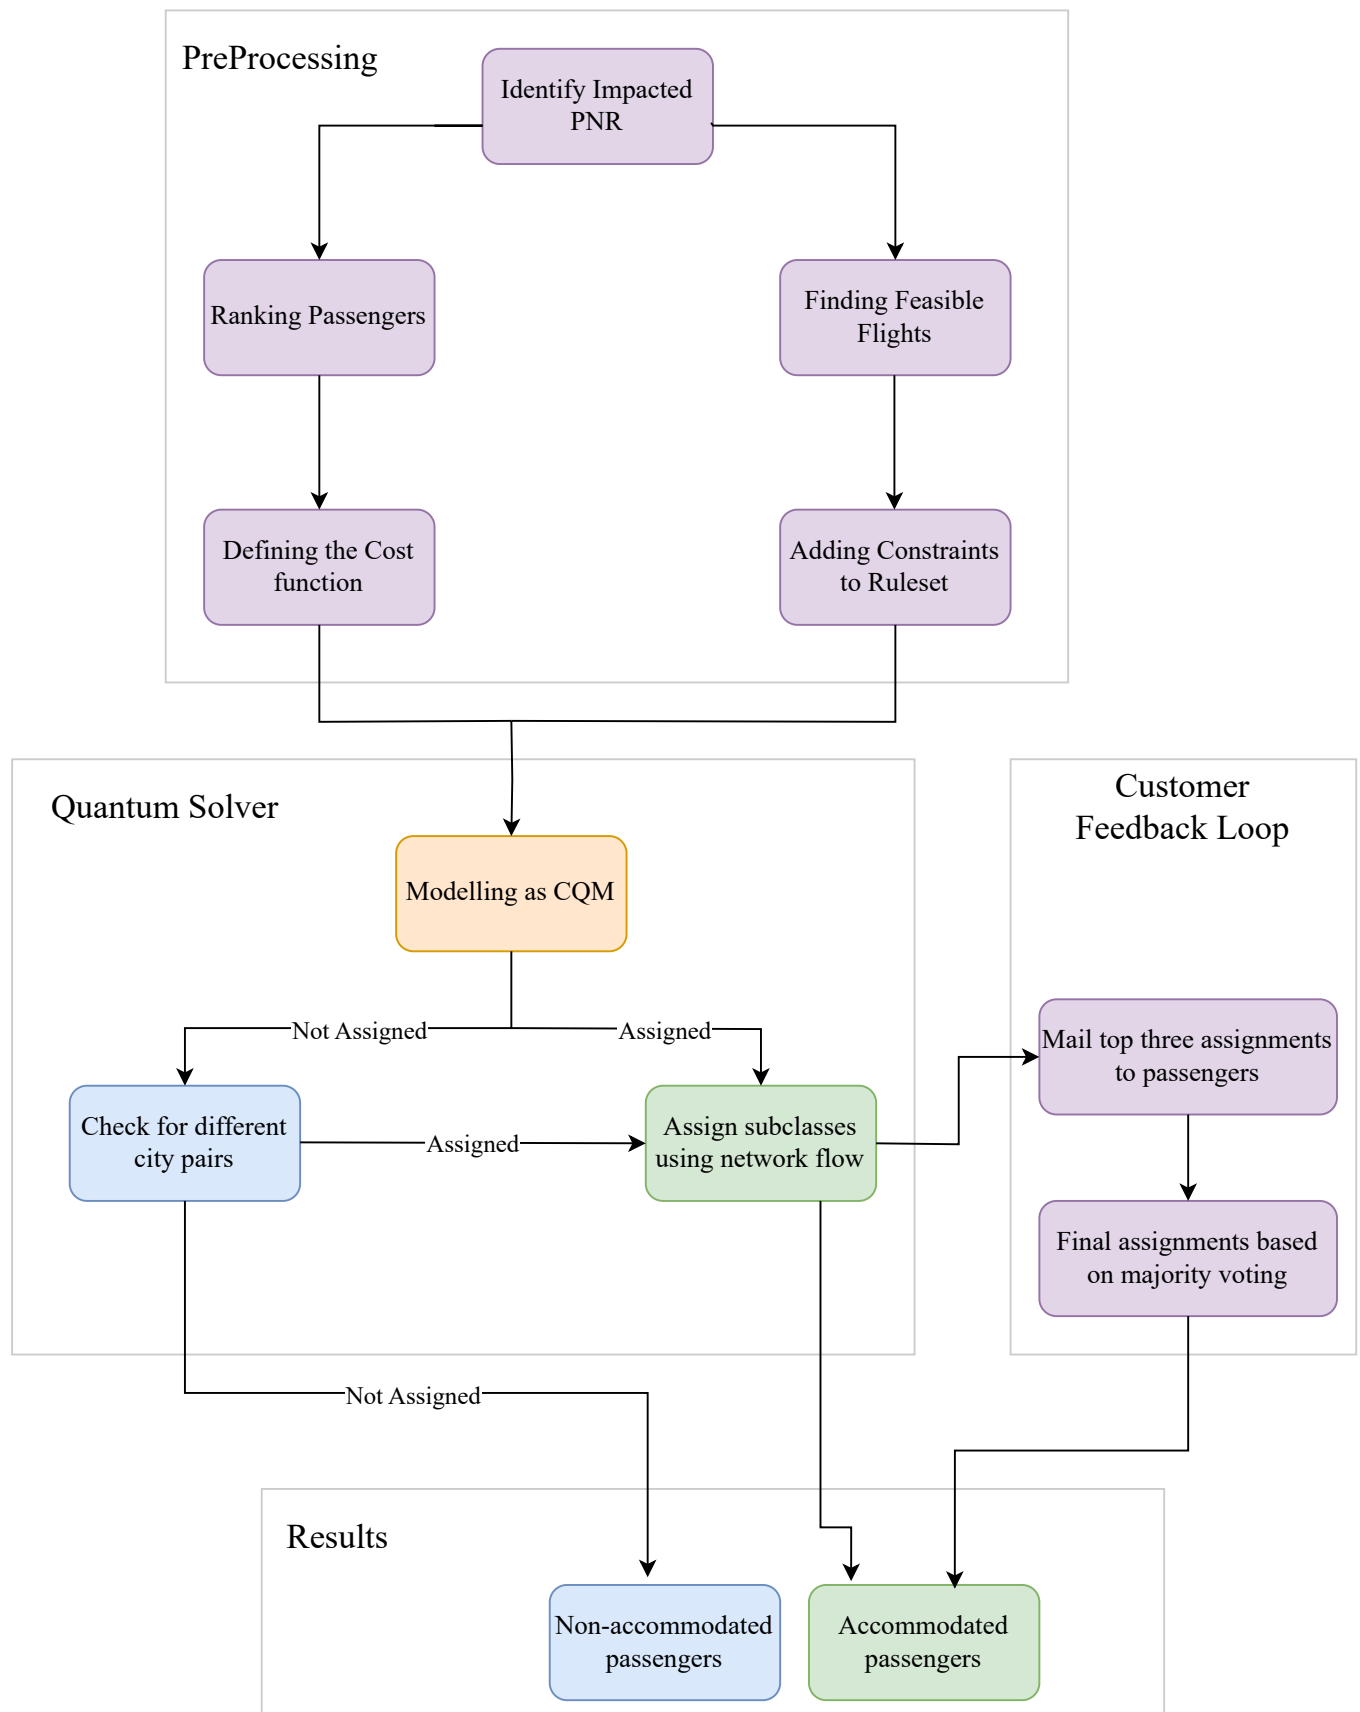 PreProcessing
Identify Impacted
PNR
Ranking Passengers
Finding Feasible
Flights
Defining the Cost
function
Adding Constraints
to Ruleset
Quantum Solver
Customer
Feedback Loop
Modelling as CQM
Not Assigned
Assigned
Mail top three assignments
to passengers
Check for different
city pairs
Assigned
Assign subclasses
using network flow
Final assignments based
on majority voting
Not Assigned
Results
Non-accommodated
passengers
Accommodated
passengers